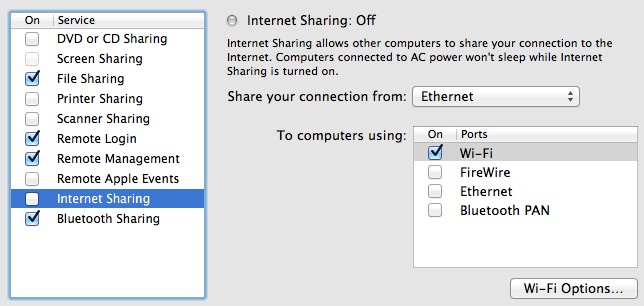 On Service
DVD or CD Sharing
Screen Sharing
File Sharing
Printer Sharing
Scanner Sharing
Remote Login
Remote Management
Remote Apple Events
Internet Sharing
Bluetooth Sharing
Internet Sharing: Off
Internet Sharing allows other computers to share your connection to the
Internet. Computers connected to AC power won't sleep while Internet
Sharing is turned on.
Share your connection from: Ethernet
To computers using:
On Ports
Wi-Fi
FireWire
Ethernet
Bluetooth PAN
Wi-Fi Options...